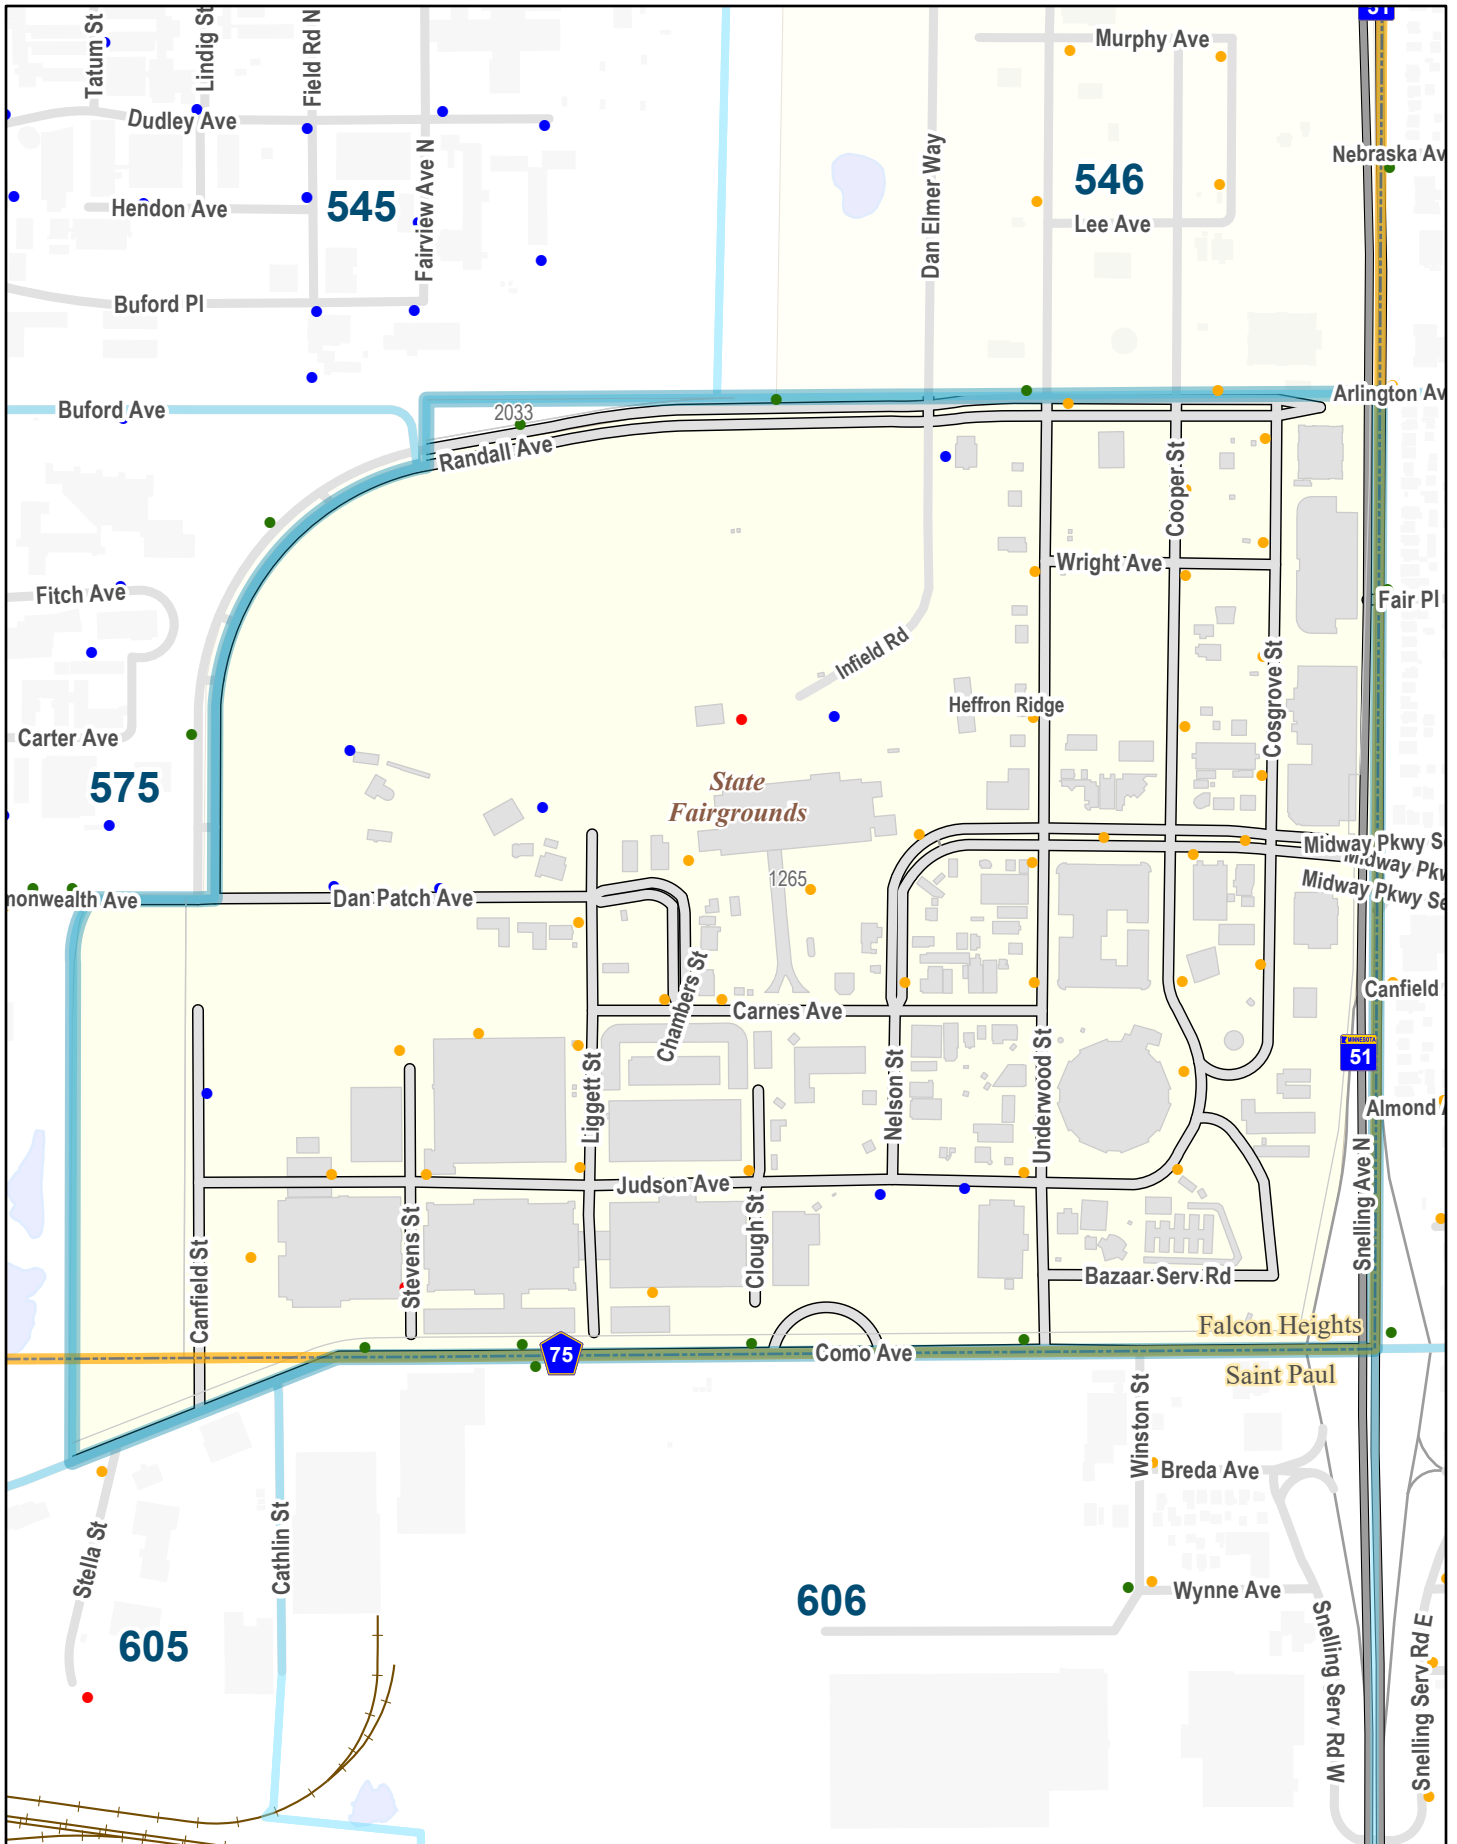 51
Tatum St
Lindig St
Field Rd N
Murphy Ave
Dudley Ave
Fairview Ave N
Dan Elmer Way
Nebraska Av
546
545
Hendon Ave
Lee Ave
Buford Pl
Buford Ave
2033
Arlington Av
Randall Ave
Cooper St
Wright Ave
Fitch Ave
Fair Pl
Infield Rd
Cosgrove St
Heffron Ridge
Carter Ave
575
State
Fairgrounds
Midway Pkwy S
Midway Pkw
Midway Pkwy Se
1265
monwealth Ave
Dan Patch Ave
Chambers St
Canfield
Carnes Ave
MINNESOTA
51
Liggett St
Nelson St
Underwood St
Almond A
Judson Ave
Clough St
Stevens St
Canfield St
Snelling Ave N
Bazaar Serv Rd
Falcon Heights
75
Como Ave
Saint Paul
Winston St
Breda Ave
Stella St
Cathlin St
606
Wynne Ave
605
Snelling Serv Rd W
Snelling Serv Rd E